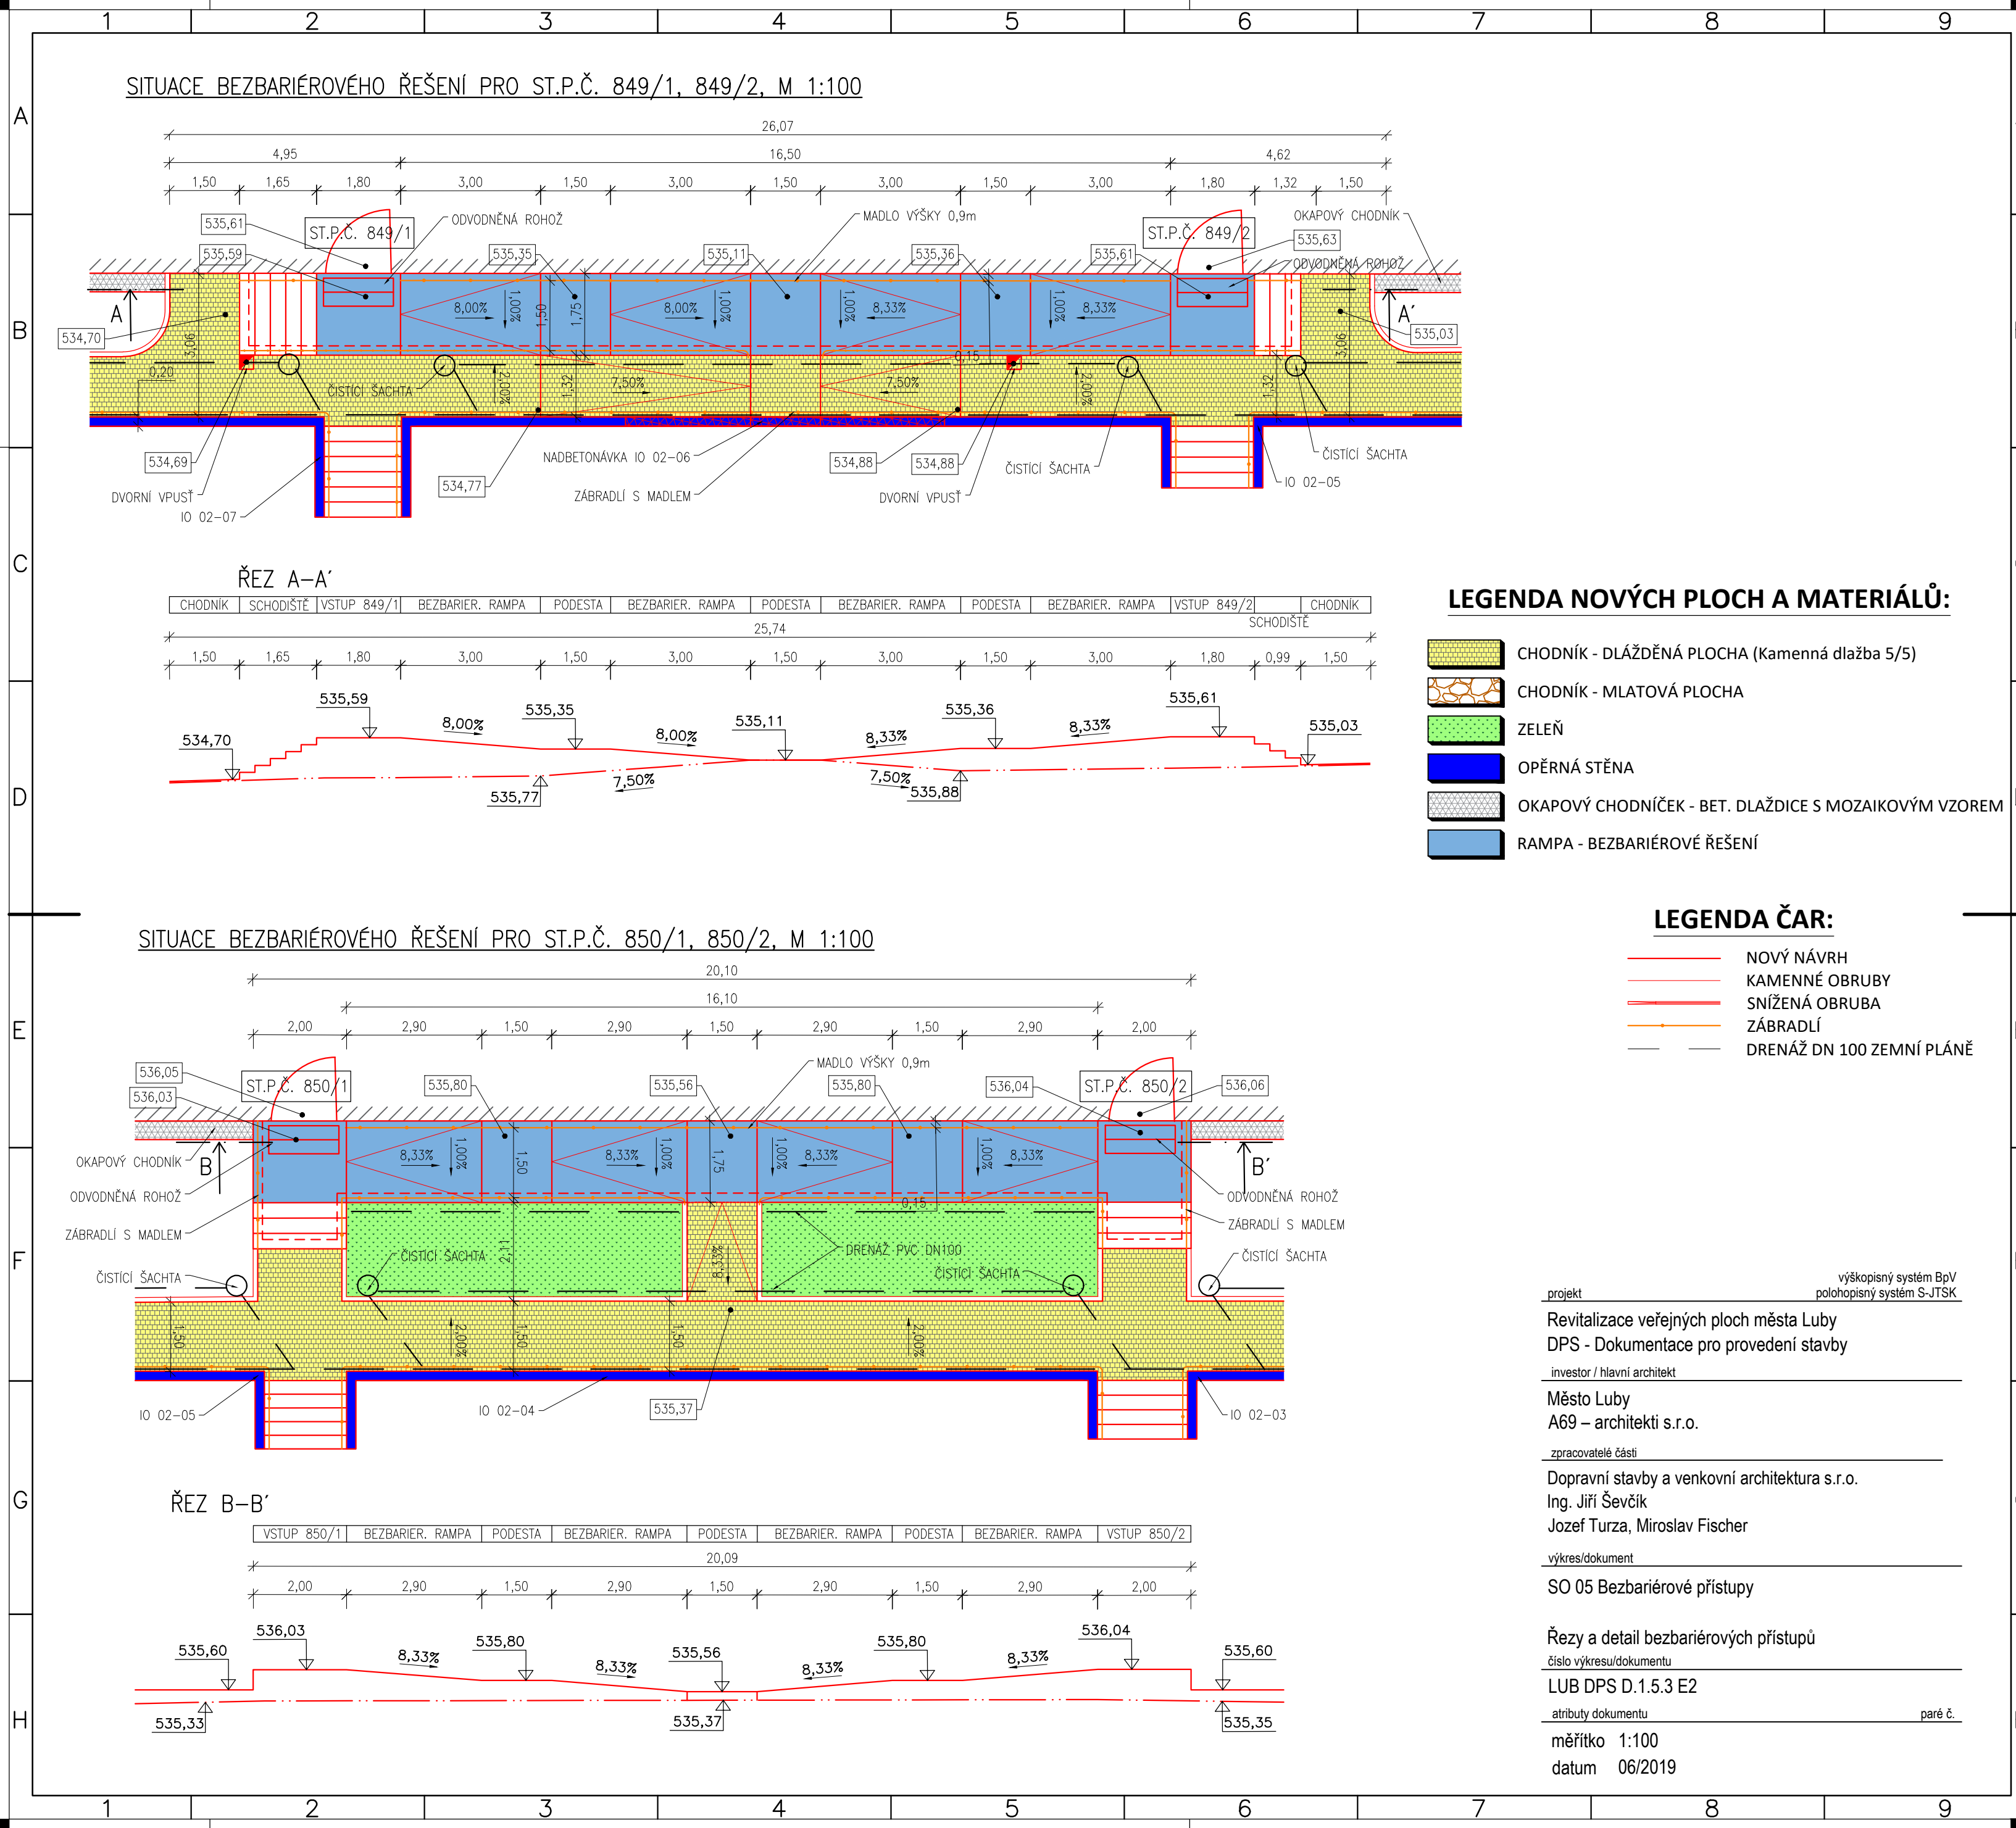 1 2 3 4 5 6 7 8 9
A
B
C
D
E
F
G
H
SITUACE BEZBARIÉROVÉHO ŘEŠENÍ PRO ST.P.Č. 849/1, 849/2, M 1:100
26,07
4,95 16,50 4,62
1,50 1,65 1,80 3,00 1,50 3,00 1,50 3,00 1,50 3,00 1,80 1,32 1,50
535,61 ST.P.Č. 849/1 ODVODNĚNÁ ROHOŽ MADLO VÝŠKY 0,9m ST.P.Č. 849/2 OKAPOVÝ CHODNÍK
535,59 535,35 535,11 535,36 535,61 535,63
ODVODNĚNÁ ROHOŽ
A 8,00% 1,00% 1,50 1,75 8,00% 1,00% 1,00% 8,33% 1,00% 8,33% A´
534,70 3,06 3,06 535,03
0,20 ČISTÍCÍ ŠACHTA 2,00% 1,32 7,50% 7,50% 0,15 2,00% 1,32
534,69 534,77 NADBETONÁVKA IO 02-06 534,88 534,88 ČISTÍCÍ ŠACHTA ČISTÍCÍ ŠACHTA
DVORNÍ VPUSŤ ZÁBRADLÍ S MADLEM DVORNÍ VPUSŤ IO 02-05
IO 02-07
ŘEZ A-A´
CHODNÍK SCHODIŠTĚ VSTUP 849/1 BEZBARIER. RAMPA PODESTA BEZBARIER. RAMPA PODESTA BEZBARIER. RAMPA PODESTA BEZBARIER. RAMPA VSTUP 849/2 CHODNÍK
SCHODIŠTĚ
25,74
1,50 1,65 1,80 3,00 1,50 3,00 1,50 3,00 1,50 3,00 1,80 0,99 1,50
534,70 535,59 8,00% 535,35 8,00% 535,11 8,33% 535,36 8,33% 535,61 535,03
535,77 7,50% 7,50% 535,88
LEGENDA NOVÝCH PLOCH A MATERIÁLŮ:
CHODNÍK - DLÁŽDĚNÁ PLOCHA (Kamenná dlažba 5/5)
CHODNÍK - MLATOVÁ PLOCHA
ZELEŇ
OPĚRNÁ STĚNA
OKAPOVÝ CHODNÍČEK - BET. DLAŽDICE S MOZAIKOVÝM VZOREM
RAMPA - BEZBARIÉROVÉ ŘEŠENÍ
LEGENDA ČAR:
NOVÝ NÁVRH
KAMENNÉ OBRUBY
SNÍŽENÁ OBRUBA
ZÁBRADLÍ
DRENÁŽ DN 100 ZEMNÍ PLÁNĚ
SITUACE BEZBARIÉROVÉHO ŘEŠENÍ PRO ST.P.Č. 850/1, 850/2, M 1:100
20,10
16,10
2,00 2,90 1,50 2,90 1,50 2,90 1,50 2,90 2,00
536,05 ST.P.Č. 850/1 535,80 535,56 MADLO VÝŠKY 0,9m 535,80 536,04 ST.P.Č. 850/2 536,06
536,03
OKAPOVÝ CHODNÍK B 8,33% 1,00% 1,50 8,33% 1,00% 1,75 1,00% 8,33% 1,00% 8,33% B´
ODVODNĚNÁ ROHOŽ 0,15 ODVODNĚNÁ ROHOŽ
ZÁBRADLÍ S MADLEM ZÁBRADLÍ S MADLEM
ČISTÍCÍ ŠACHTA ČISTÍCÍ ŠACHTA 2,11 8,33% DRENÁŽ PVC DN100 ČISTÍCÍ ŠACHTA ČISTÍCÍ ŠACHTA
1,50 2,00% 1,50 1,50 2,00%
IO 02-05 IO 02-04 535,37 IO 02-03
ŘEZ B-B´
VSTUP 850/1 BEZBARIER. RAMPA PODESTA BEZBARIER. RAMPA PODESTA BEZBARIER. RAMPA PODESTA BEZBARIER. RAMPA VSTUP 850/2
20,09
2,00 2,90 1,50 2,90 1,50 2,90 1,50 2,90 2,00
535,60 536,03 8,33% 535,80 8,33% 535,56 8,33% 535,80 8,33% 536,04 535,60
535,33 535,37 535,35
výškopisný systém BpV
projekt polohopisný systém S-JTSK
Revitalizace veřejných ploch města Luby
DPS - Dokumentace pro provedení stavby
investor / hlavní architekt
Město Luby
A69 – architekti s.r.o.
zpracovatelé části
Dopravní stavby a venkovní architektura s.r.o.
Ing. Jiří Ševčík
Jozef Turza, Miroslav Fischer
výkres/dokument
SO 05 Bezbariérové přístupy
Řezy a detail bezbariérových přístupů
číslo výkresu/dokumentu
LUB DPS D.1.5.3 E2
atributy dokumentu paré č.
měřítko 1:100
datum 06/2019
1 2 3 4 5 6 7 8 9